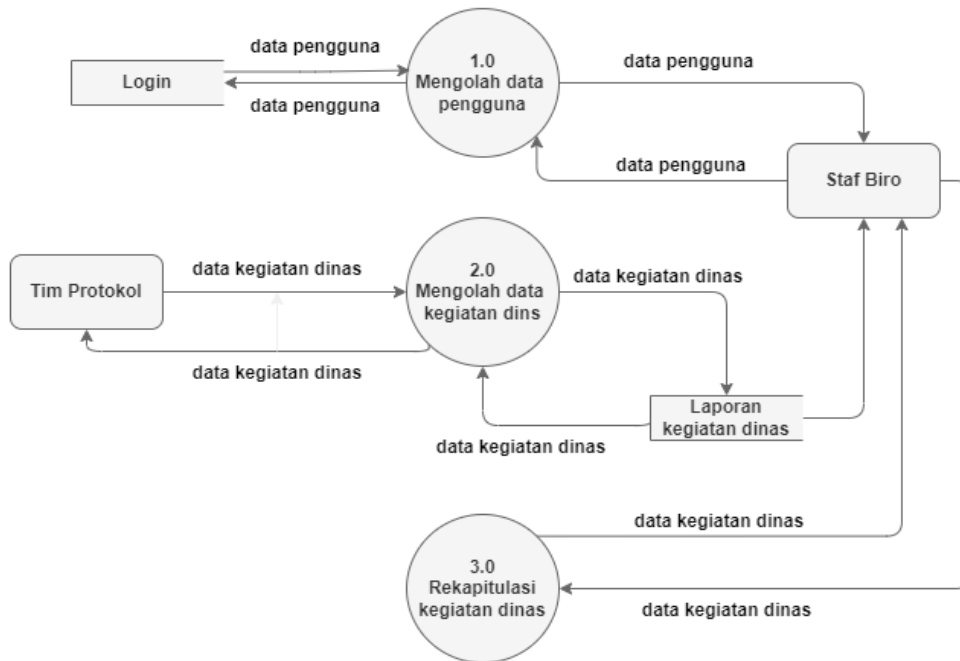 data pengguna
Login
data pengguna
1.0
Mengolah data
pengguna
data pengguna
data pengguna
Staf Biro
Tim Protokol
data kegiatan dinas
data kegiatan dinas
2.0
Mengolah data
kegiatan dins
data kegiatan dinas
Laporan
kegiatan dinas
data kegiatan dinas
data kegiatan dinas
3.0
Rekapitulasi
kegiatan dinas
data kegiatan dinas